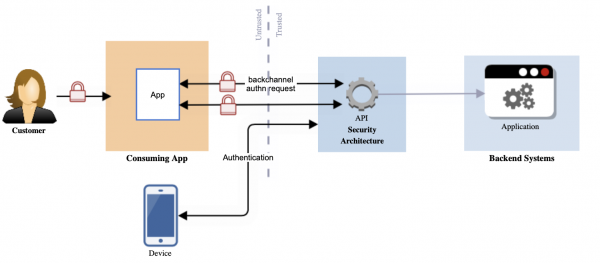 Untrusted
Trusted
backchannel
authn request
App
Customer
API
Security
Architecture
Application
Consuming App
Authentication
Backend Systems
Device